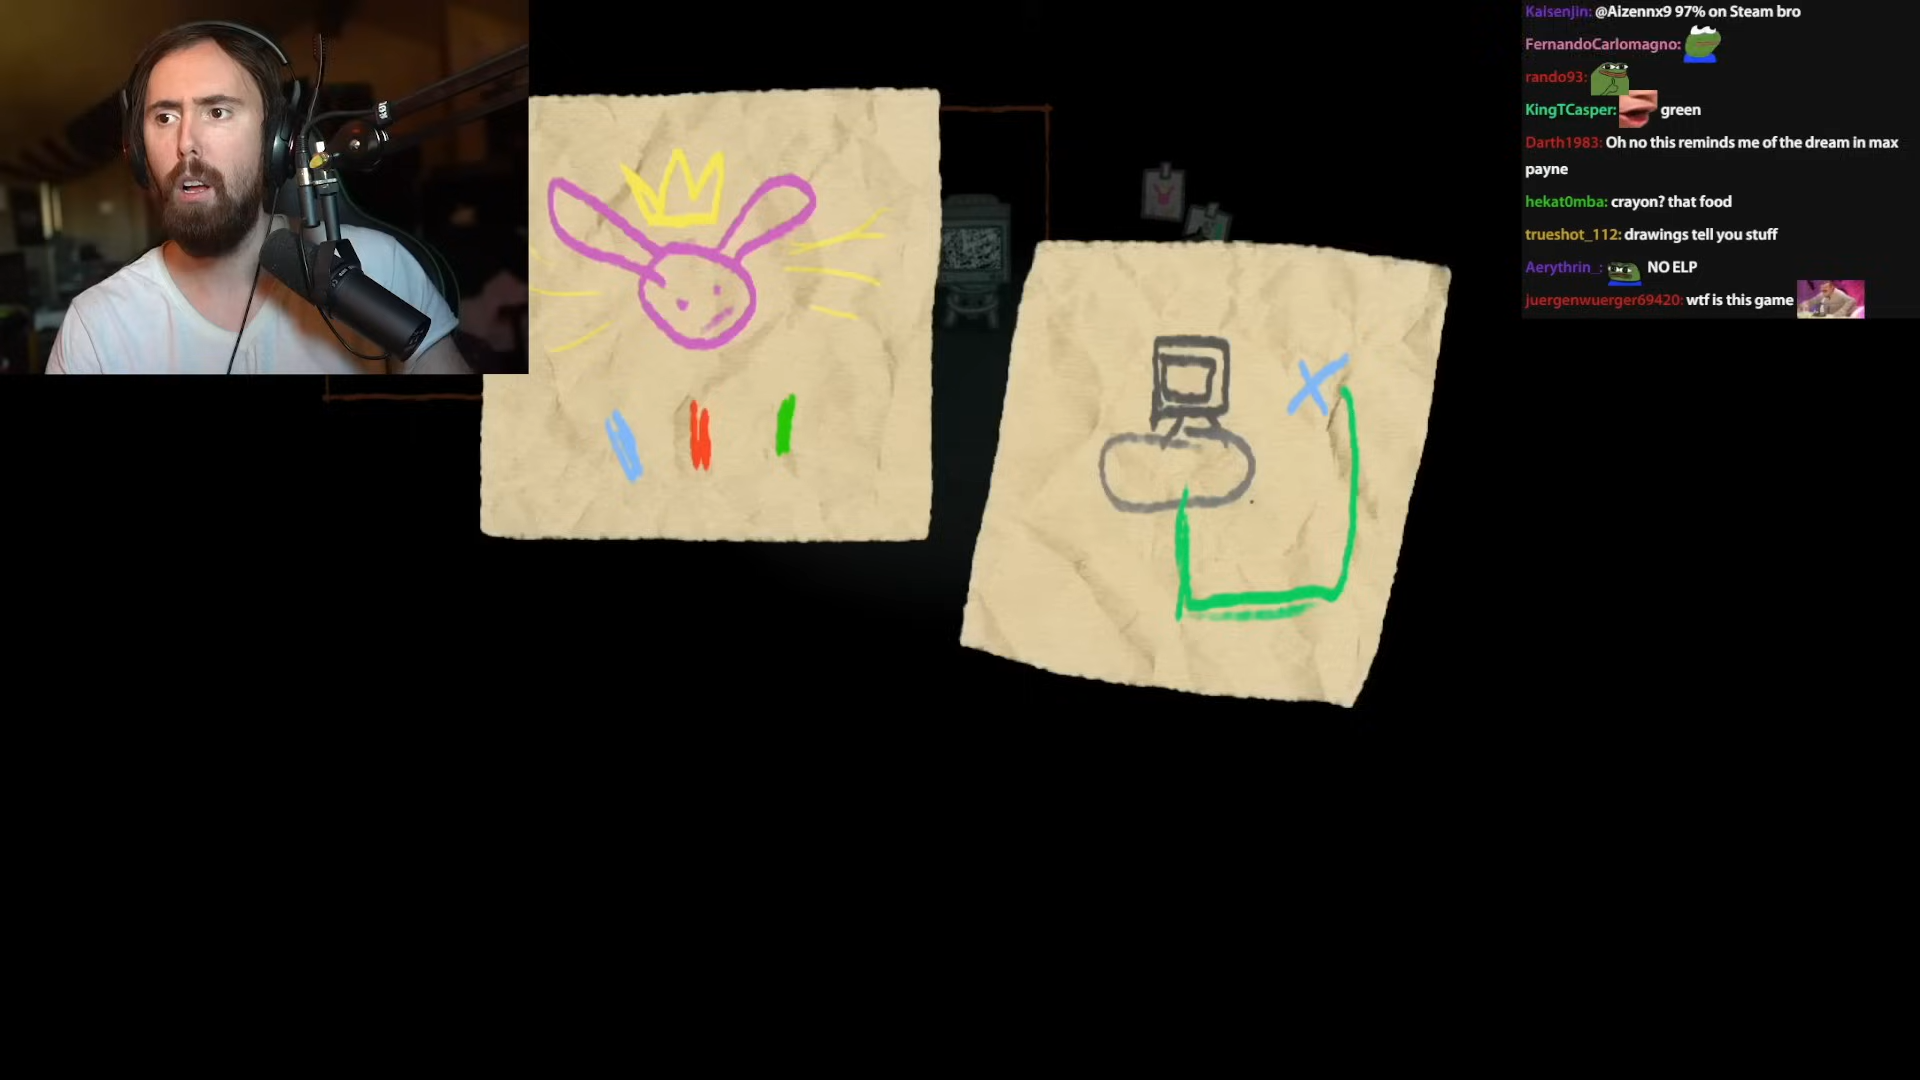 Kaisenjin: @Aizennx9 97% on Steam bro
FernandoCarlomagno:
rando93:
KingTCasper: green
Darth1983: Oh no this reminds me of the dream in max
payne
hekat0mba: crayon? that food
trueshot_112: drawings tell you stuff
Aerythrin_: NO ELP
juergenwuerger69420: wtf is this game